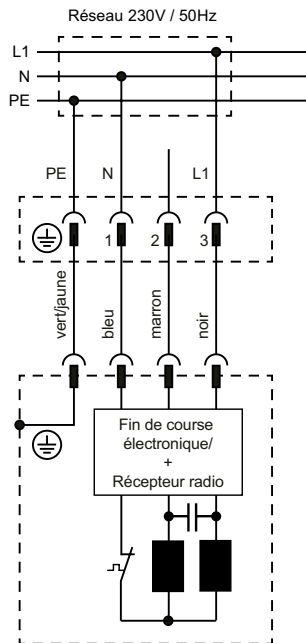 Réseau 230V / 50Hz
L1
N
PE
PE N L1
1 2 3
vert/jaune
bleu
marron
noir
Fin de course
électronique/
+
Récepteur radio